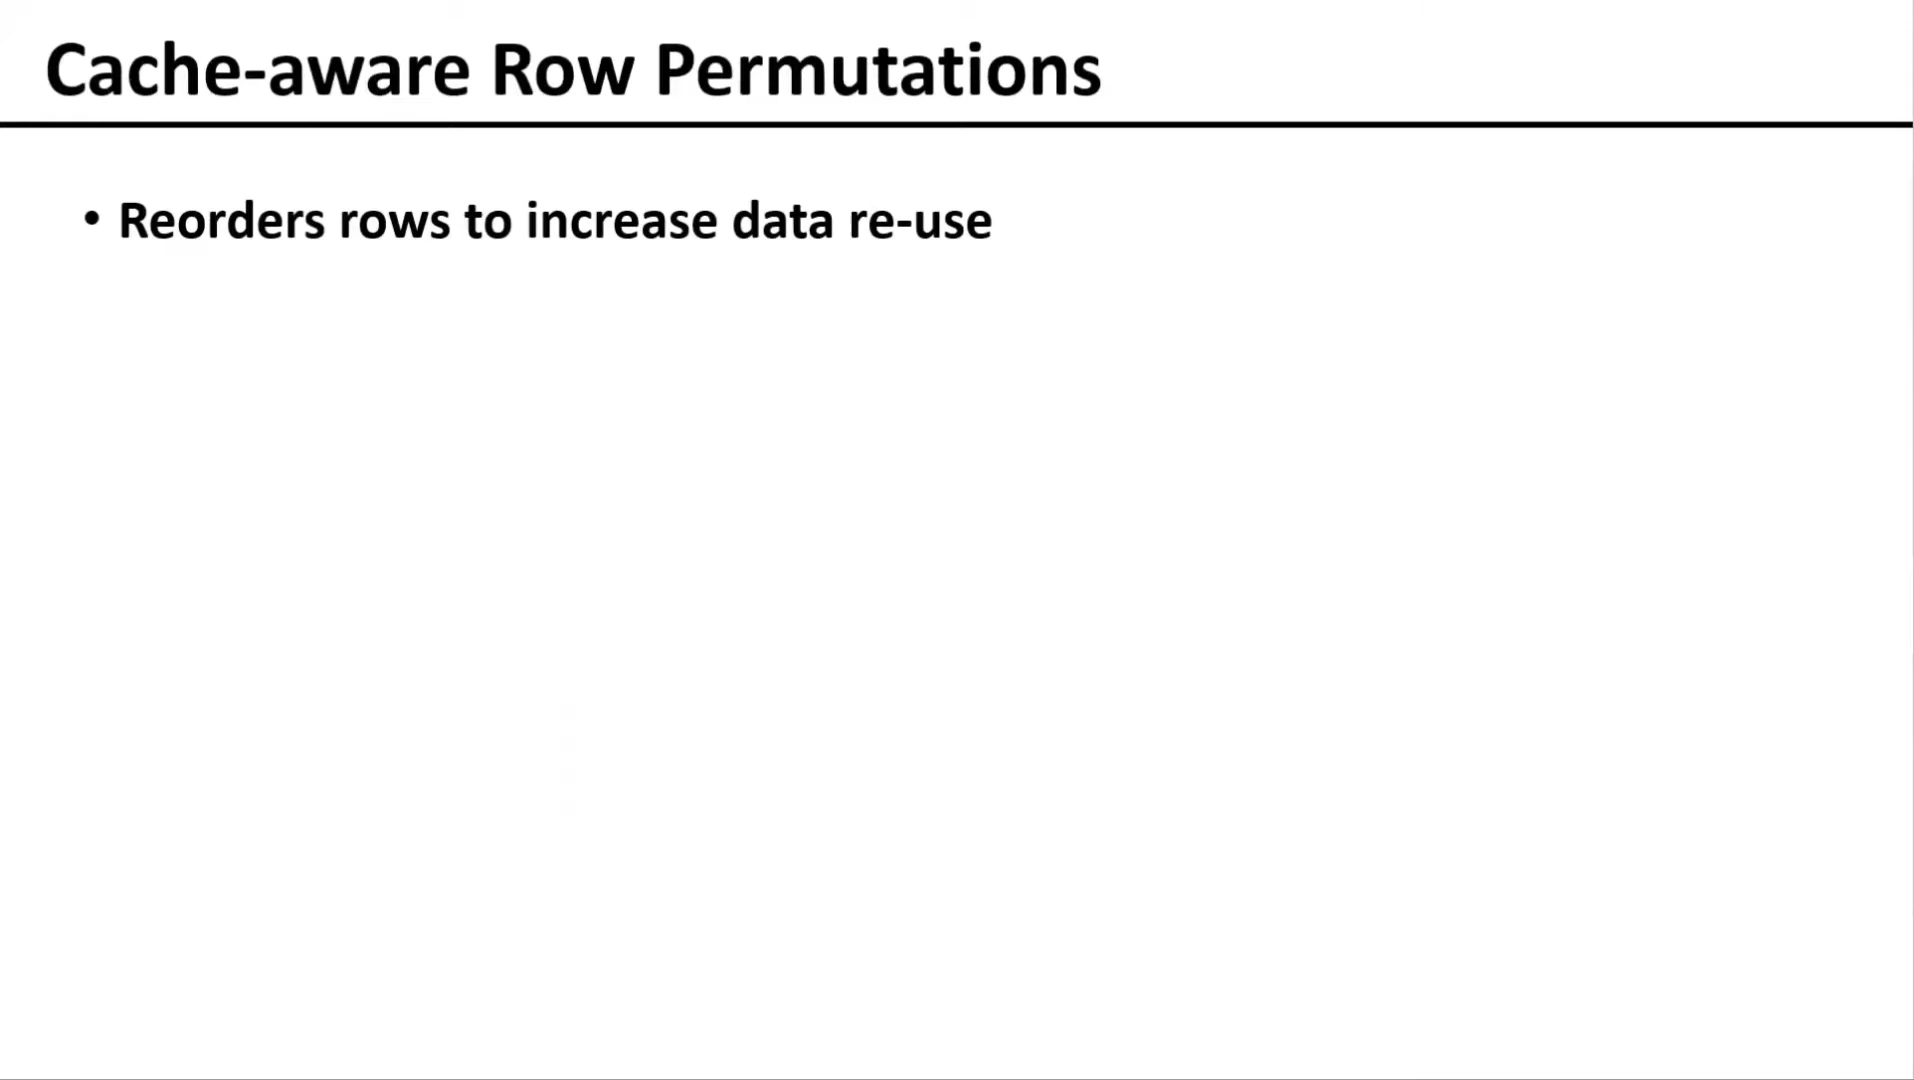 Cache-aware Row Permutations
• Reorders rows to increase data re-use